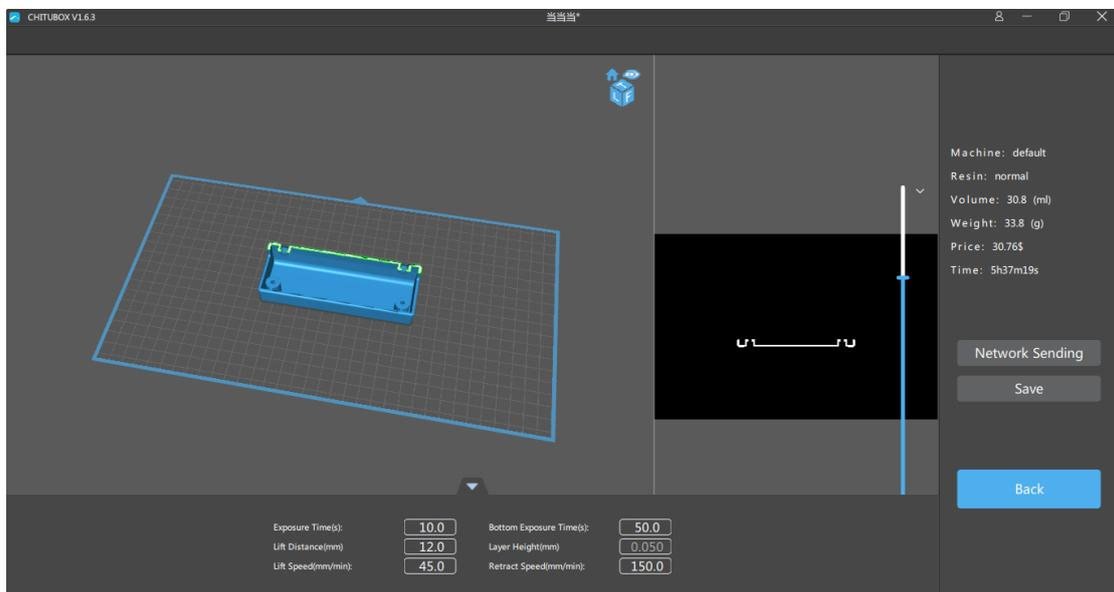 CHITUBOX V1.6.3
当当当*
T
L F
Machine: default
Resin: normal
Volume: 30.8 (ml)
Weight: 33.8 (g)
Price: 30.76$
Time: 5h37m19s
Network Sending
Save
Back
Exposure Time(s): 10.0 Bottom Exposure Time(s): 50.0
Lift Distance(mm) 12.0 Layer Height(mm) 0.050
Lift Speed(mm/min): 45.0 Retract Speed(mm/min): 150.0